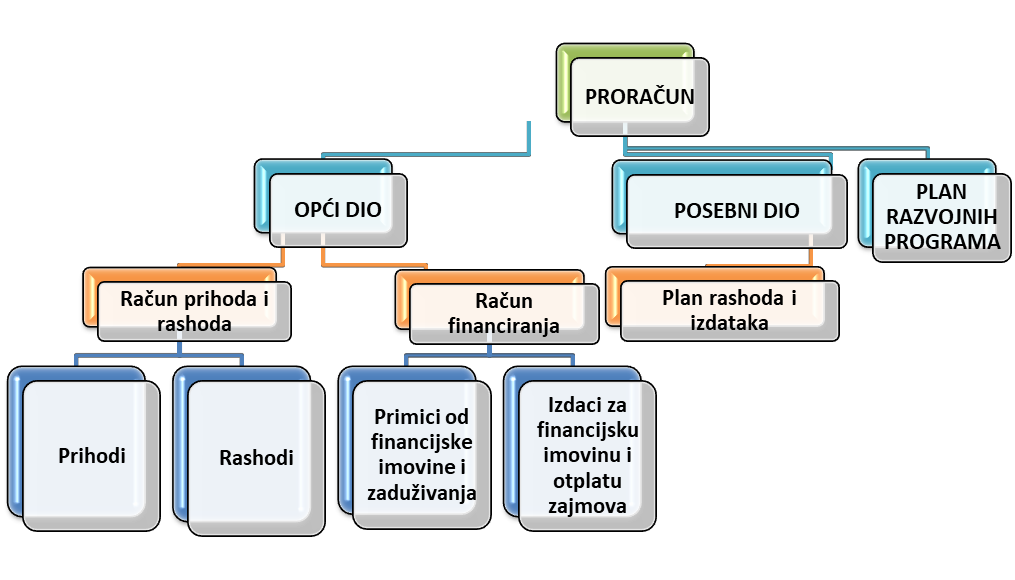 PRORAČUN
OPĆI DIO
POSEBNI DIO
PLAN
RAZVOJNIH
PROGRAMA
Račun prihoda i
rashoda
Račun
financiranja
Plan rashoda i
izdataka
Prihodi
Rashodi
Primici od
financijske
imovine i
zaduživanja
Izdaci za
financijsku
imovinu i
otplatu
zajmova